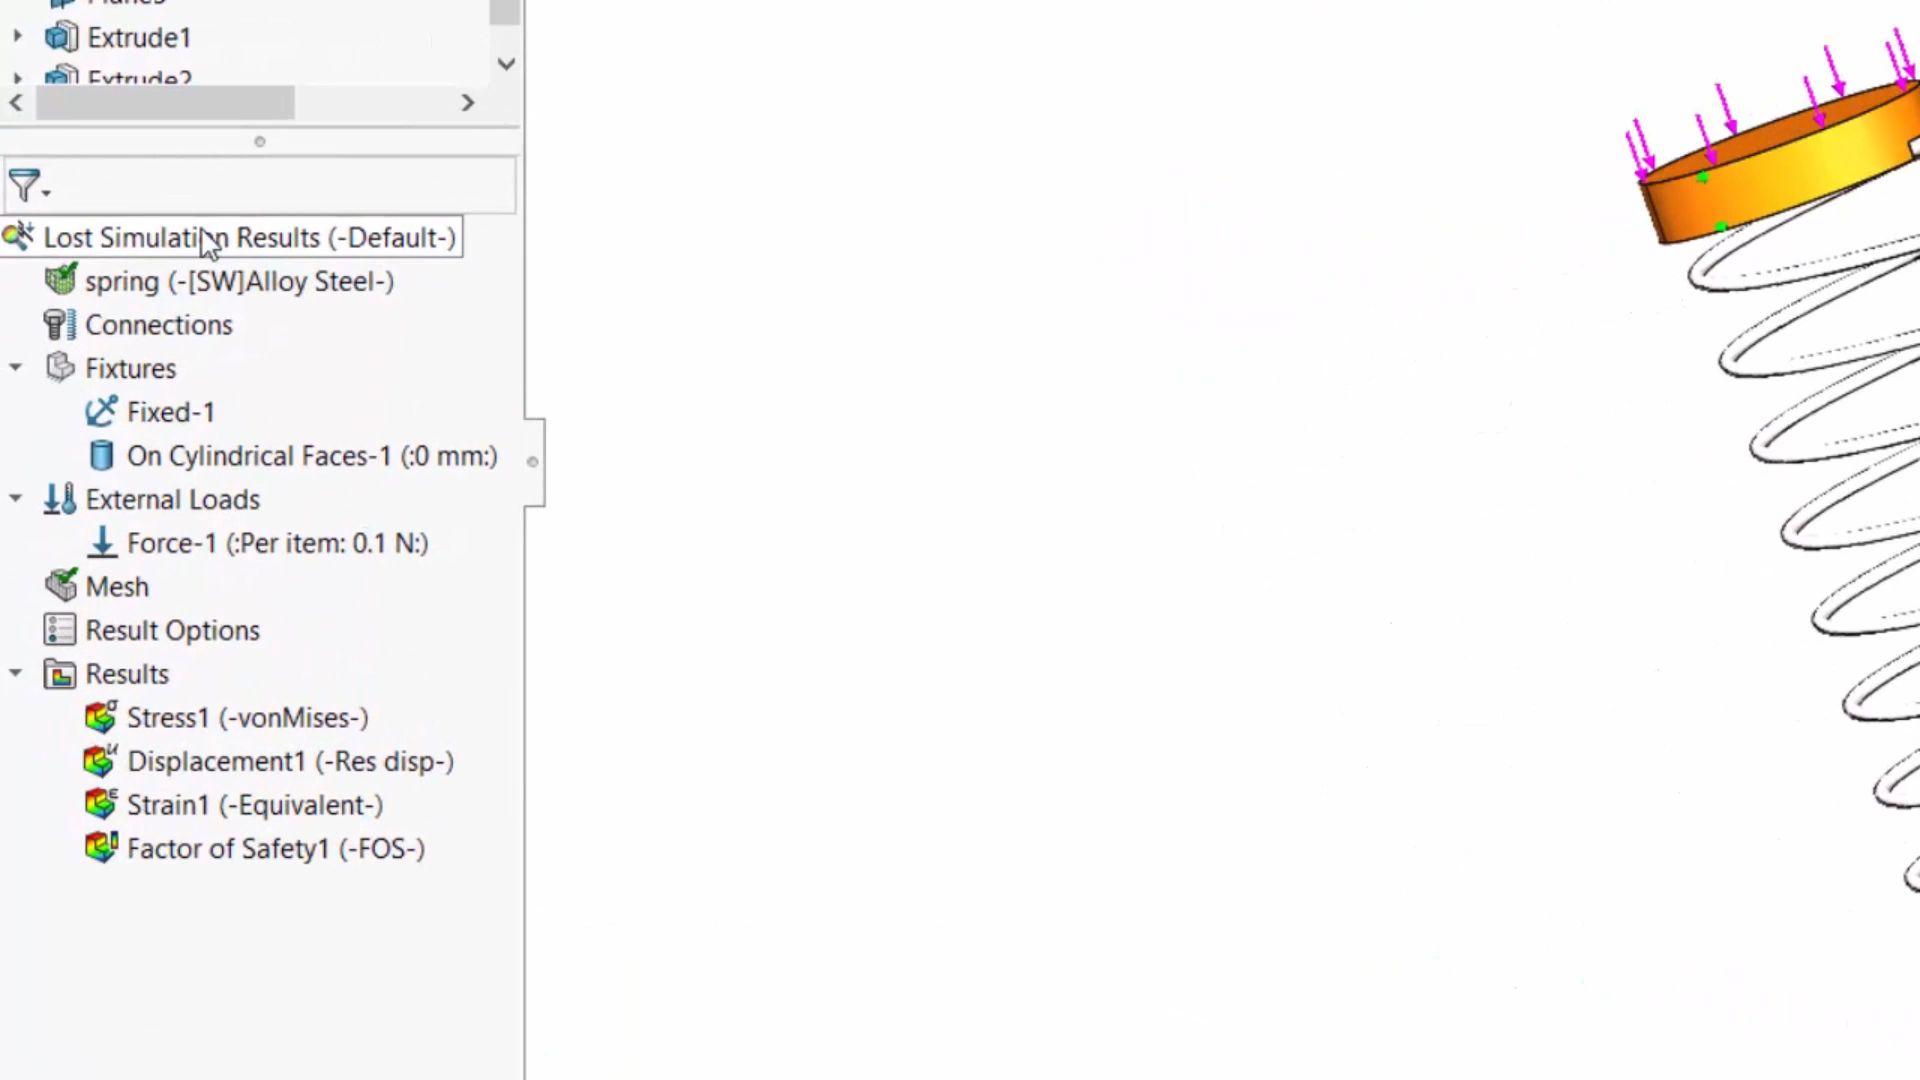 Plane5
Extrude1
Extrude2
Lost Simulation Results (-Default-)
spring (-[SW]Alloy Steel-)
Connections
Fixtures
Fixed-1
On Cylindrical Faces-1 (:0 mm:)
External Loads
Force-1 (:Per item: 0.1 N:)
Mesh
Result Options
Results
Stress1 (-vonMises-)
Displacement1 (-Res disp-)
Strain1 (-Equivalent-)
Factor of Safety1 (-FOS-)